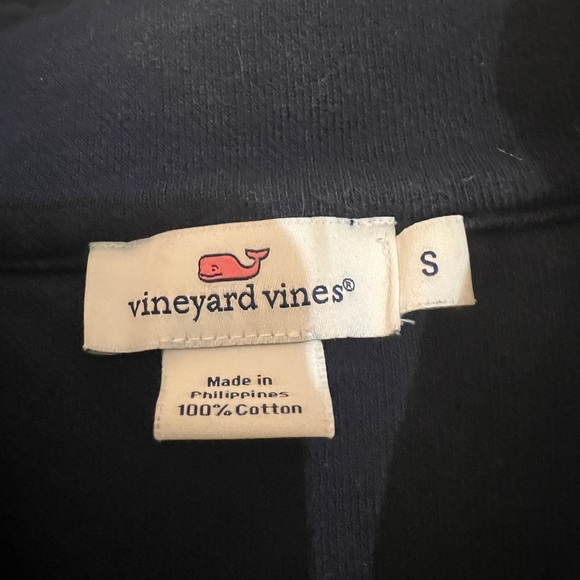 vineyard vines®
S
Made in
Philippines
100% Cotton